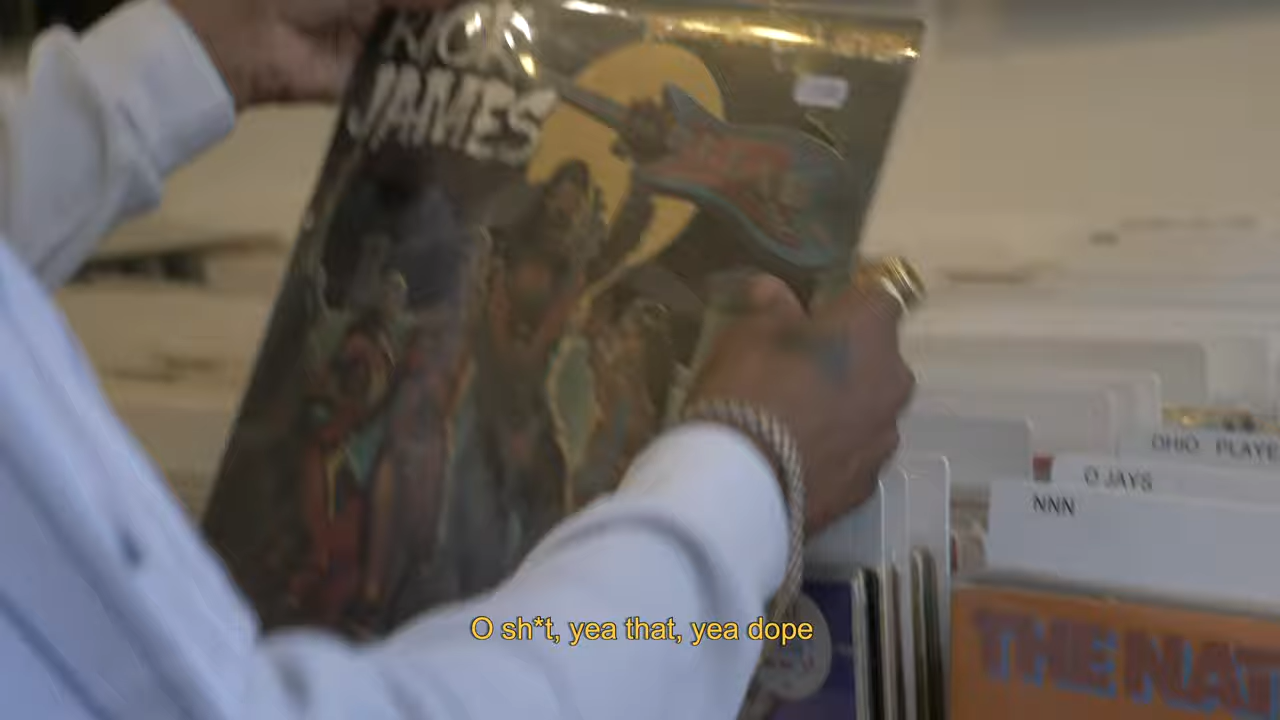 RICK
JAMES
OHIO PLAYE
O JAYS
NNN
THE NAT
O sh*t, yea that, yea dope